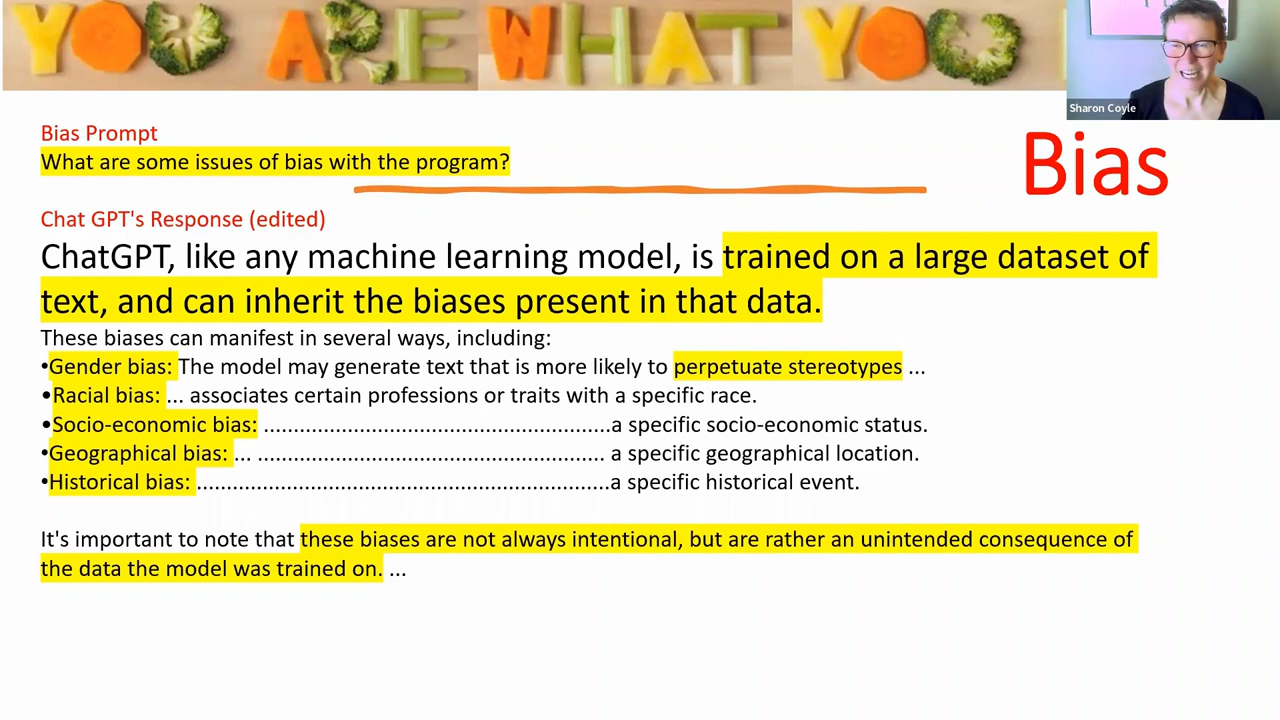 YOU ARE WHAT YOU
Sharon Coyle
Bias Prompt
What are some issues of bias with the program?
Bias
Chat GPT's Response (edited)
ChatGPT, like any machine learning model, is trained on a large dataset of
text, and can inherit the biases present in that data.
These biases can manifest in several ways, including:
•Gender bias: The model may generate text that is more likely to perpetuate stereotypes ...
•Racial bias: ... associates certain professions or traits with a specific race.
•Socio-economic bias: ......................................................a specific socio-economic status.
•Geographical bias: ... ...................................................... a specific geographical location.
•Historical bias: ................................................................a specific historical event.
It's important to note that these biases are not always intentional, but are rather an unintended consequence of
the data the model was trained on. ...